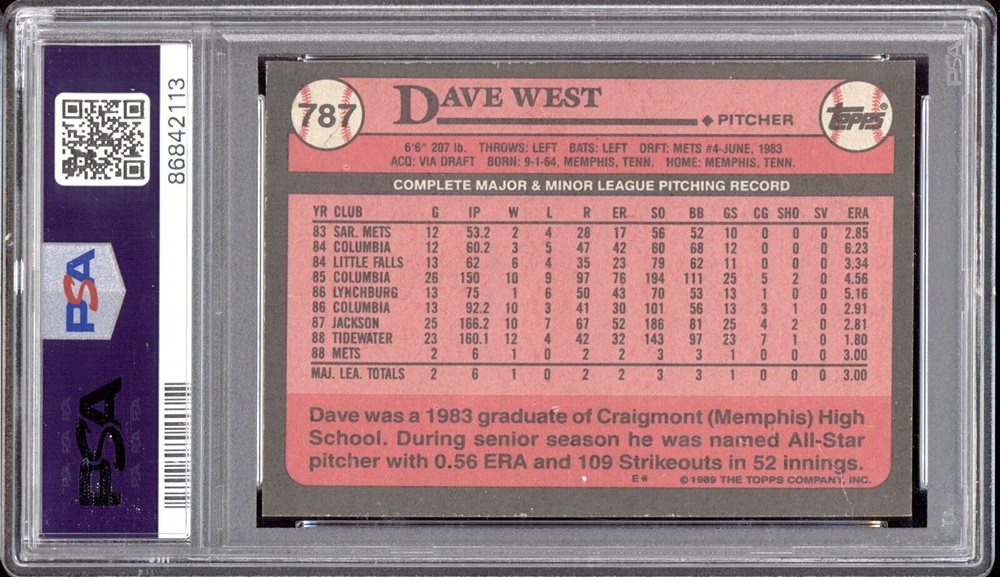 PSA
86842113
PSA
PSA
787
DAVE WEST
◆ PITCHER
Topps®
6'6" 207 lb. THROWS: LEFT BATS: LEFT DRFT: METS #4-JUNE, 1983
ACQ: VIA DRAFT BORN: 9-1-64, MEMPHIS, TENN. HOME: MEMPHIS, TENN.
COMPLETE MAJOR & MINOR LEAGUE PITCHING RECORD
YR CLUB G IP W L R ER SO BB GS CG SHO SV ERA
83 SAR. METS 12 53.2 2 4 28 17 56 52 10 0 0 0 2.85
84 COLUMBIA 12 60.2 3 5 47 42 60 68 12 0 0 0 6.23
84 LITTLE FALLS 13 62 6 4 35 23 79 62 11 0 0 0 3.34
85 COLUMBIA 26 150 10 9 97 76 194 111 25 5 2 0 4.56
86 LYNCHBURG 13 75 1 6 50 43 70 53 13 1 0 0 5.16
86 COLUMBIA 13 92.2 10 3 41 30 101 56 13 3 1 0 2.91
87 JACKSON 25 166.2 10 7 67 52 186 81 25 4 2 0 2.81
88 TIDEWATER 23 160.1 12 4 42 32 143 97 23 7 1 0 1.80
88 METS 2 6 1 0 2 2 3 3 1 0 0 0 3.00
MAJ. LEA. TOTALS 2 6 1 0 2 2 3 3 1 0 0 0 3.00
Dave was a 1983 graduate of Craigmont (Memphis) High
School. During senior season he was named All-Star
pitcher with 0.56 ERA and 109 Strikeouts in 52 innings.
E* © 1989 THE TOPPS COMPANY, INC.